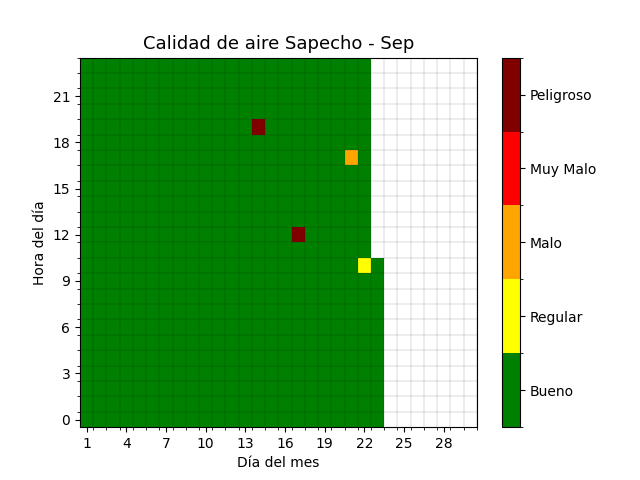 Calidad de aire Sapecho - Sep
Hora del día
21
18
15
12
9
6
3
0
1 4 7 10 13 16 19 22 25 28
Día del mes
Peligroso
Muy Malo
Malo
Regular
Bueno